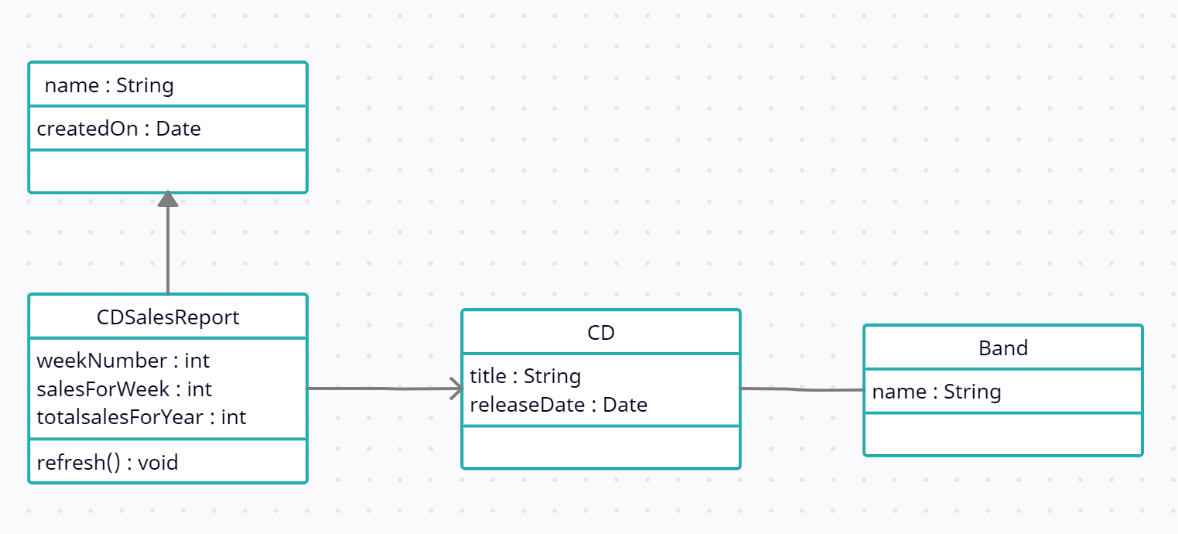 name : String
createdOn : Date
CDSalesReport
weekNumber : int
salesForWeek : int
totalsalesForYear : int
refresh() : void
CD
title : String
releaseDate : Date
Band
name : String